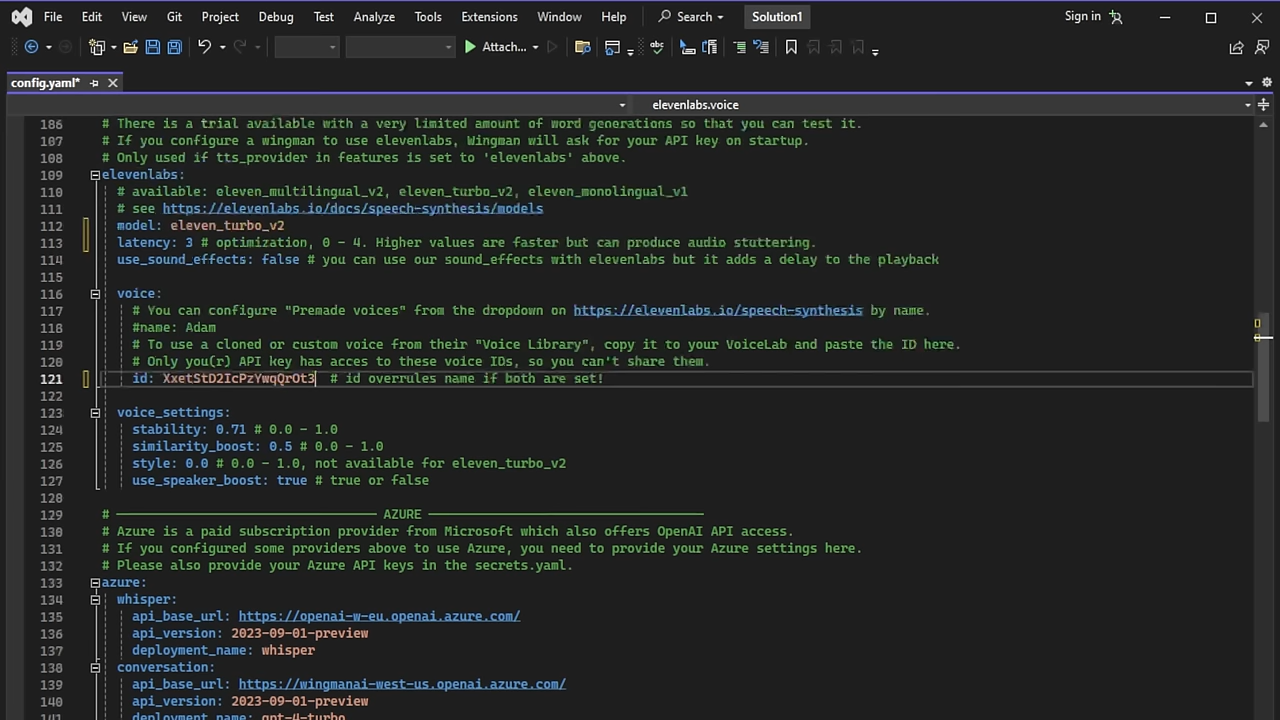 File Edit View Git Project Debug Test Analyze Tools Extensions Window Help Search Solution1 Sign in
Attach...
config.yaml*
elevenlabs.voice
106 # There is a trial available with a very limited amount of word generations so that you can test it.
107 # If you configure a wingman to use elevenlabs, Wingman will ask for your API key on startup.
108 # Only used if tts_provider in features is set to 'elevenlabs' above.
109 elevenlabs:
110 # available: eleven_multilingual_v2, eleven_turbo_v2, eleven_monolingual_v1
111 # see https://elevenlabs.io/docs/speech-synthesis/models
112 model: eleven_turbo_v2
113 latency: 3 # optimization, 0 - 4. Higher values are faster but can produce audio stuttering.
114 use_sound_effects: false # you can use our sound_effects with elevenlabs but it adds a delay to the playback
115
116 voice:
117 # You can configure "Premade voices" from the dropdown on https://elevenlabs.io/speech-synthesis by name.
118 #name: Adam
119 # To use a cloned or custom voice from their "Voice Library", copy it to your VoiceLab and paste the ID here.
120 # Only you(r) API key has acces to these voice IDs, so you can't share them.
121 id: XxetStD2IcPzYwqQrOt3 # id overrules name if both are set!
122
123 voice_settings:
124 stability: 0.71 # 0.0 - 1.0
125 similarity_boost: 0.5 # 0.0 - 1.0
126 style: 0.0 # 0.0 - 1.0, not available for eleven_turbo_v2
127 use_speaker_boost: true # true or false
128
129 # ─────────────── AZURE ───────────────
130 # Azure is a paid subscription provider from Microsoft which also offers OpenAI API access.
131 # If you configured some providers above to use Azure, you need to provide your Azure settings here.
132 # Please also provide your Azure API keys in the secrets.yaml.
133 azure:
134 whisper:
135 api_base_url: https://openai-w-eu.openai.azure.com/
136 api_version: 2023-09-01-preview
137 deployment_name: whisper
138 conversation:
139 api_base_url: https://wingmanai-west-us.openai.azure.com/
140 api_version: 2023-09-01-preview
141 deployment_name: gpt-4-turbo